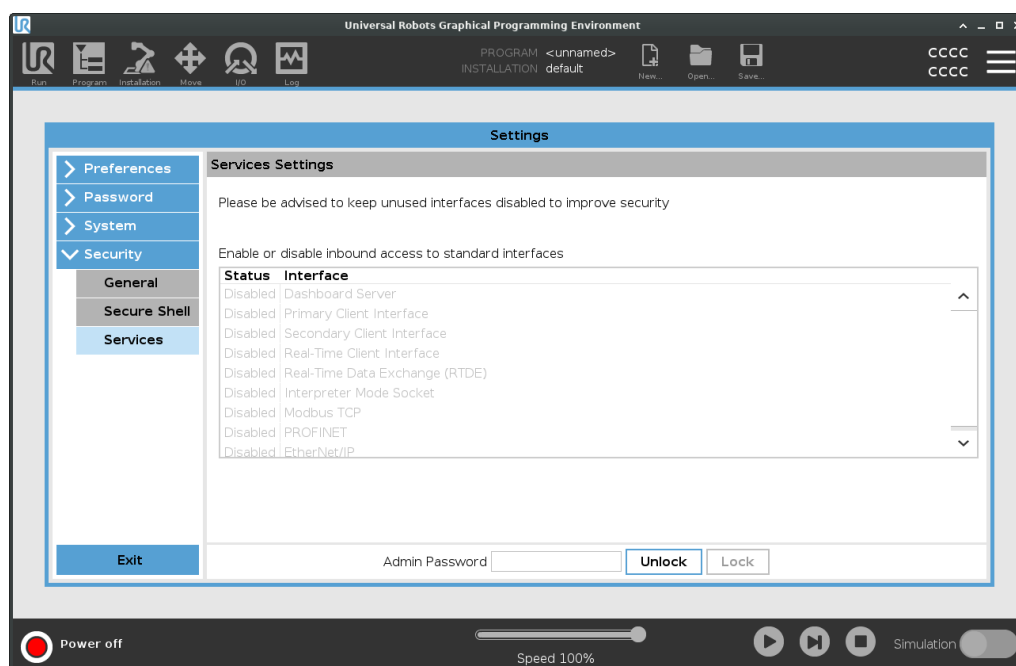 Universal Robots Graphical Programming Environment
UR
Run
Program
Installation
Move
I/O
Log
PROGRAM <unnamed>
INSTALLATION default
New...
Open...
Save...
CCCC
CCCC
Settings
Preferences
Password
System
Security
General
Secure Shell
Services
Exit
Services Settings
Please be advised to keep unused interfaces disabled to improve security
Enable or disable inbound access to standard interfaces
Status Interface
Disabled Dashboard Server
Disabled Primary Client Interface
Disabled Secondary Client Interface
Disabled Real-Time Client Interface
Disabled Real-Time Data Exchange (RTDE)
Disabled Interpreter Mode Socket
Disabled Modbus TCP
Disabled PROFINET
Disabled EtherNet/IP
Admin Password
Unlock
Lock
Power off
Speed 100%
Simulation